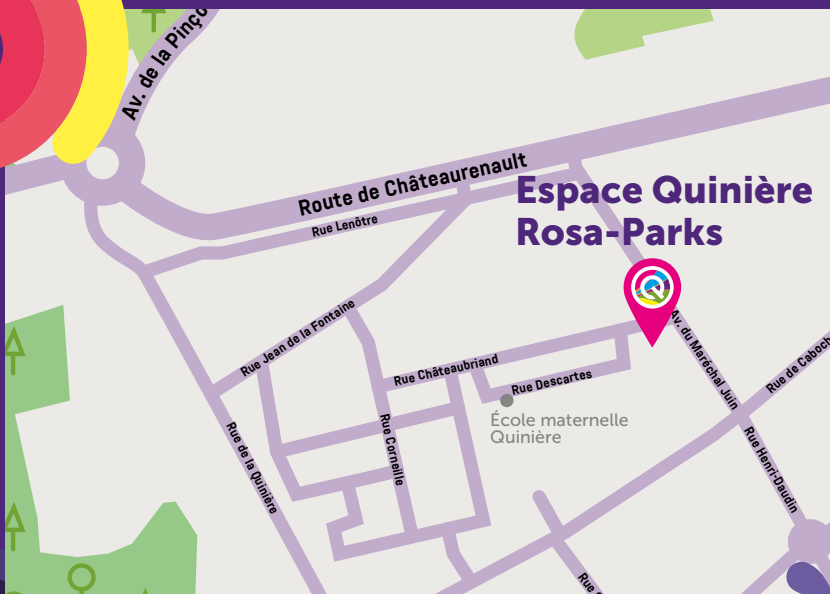 Av. de la Pinço
Route de Châteaurenault
Espace Quinière
Rosa-Parks
Rue Lenôtre
Rue Jean de la Fontaine
Rue Châteaubriand
Av. du Maréchal Juin
Rue de Caboch
Rue Descartes
École maternelle
Quinière
Rue Corneille
Rue de la Quinière
Rue Henri-Daudin
Rue